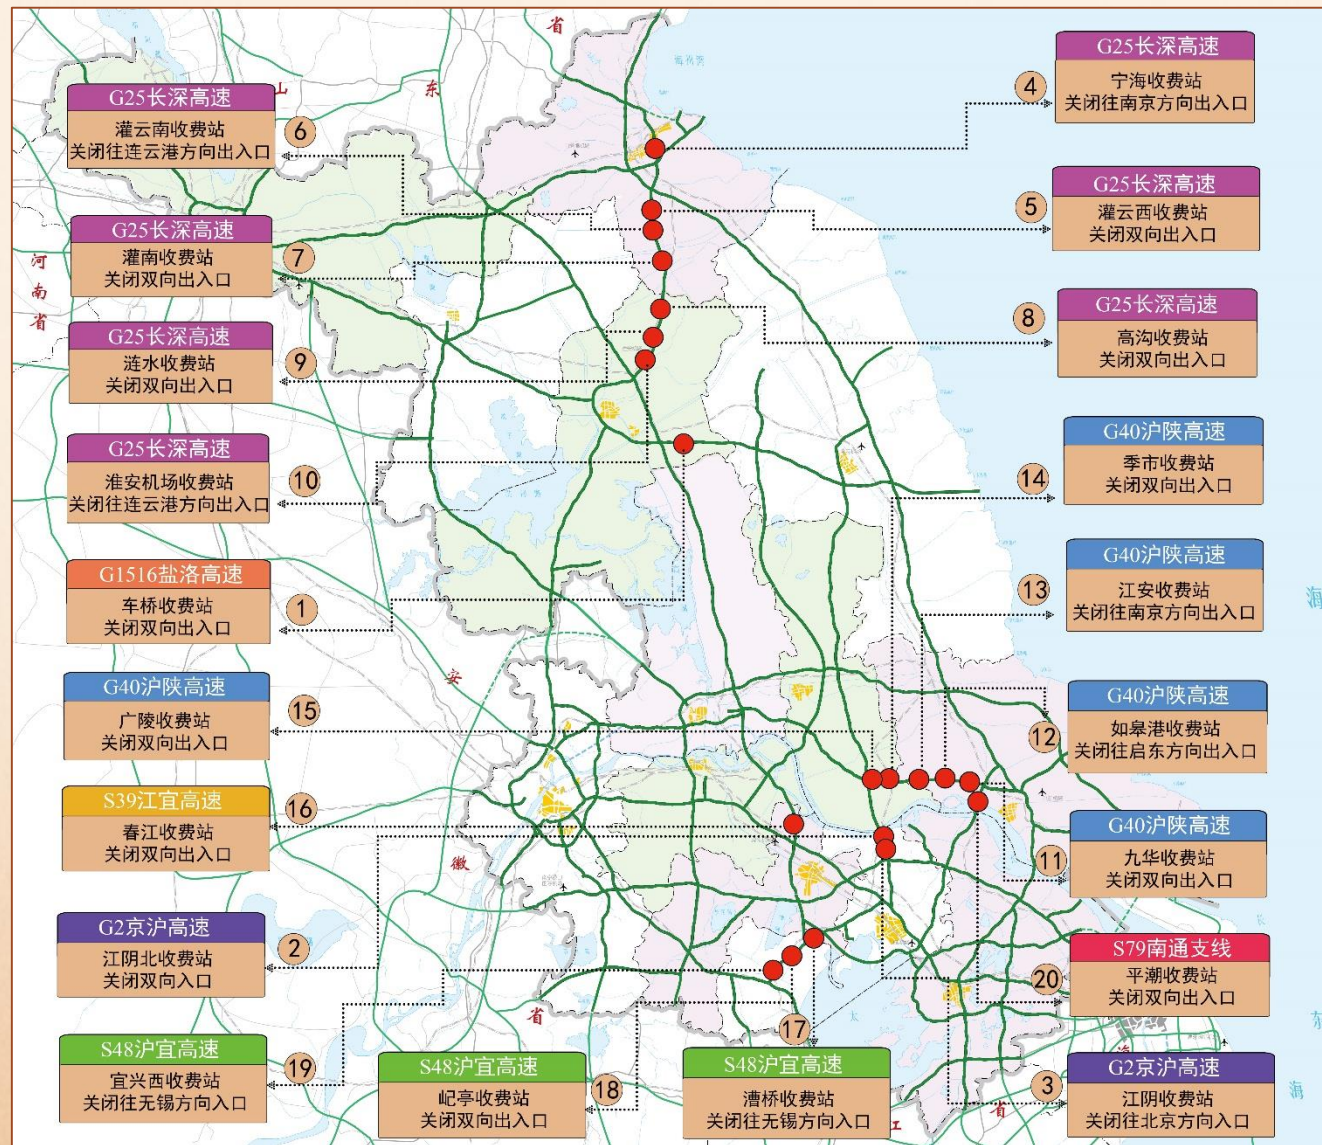 G25长深高速
灌云南收费站
关闭往连云港方向出入口
6
G25长深高速
灌南收费站
关闭双向出入口
7
G25长深高速
涟水收费站
关闭双向出入口
9
G25长深高速
淮安机场收费站
关闭往连云港方向出入口
10
G1516盐洛高速
车桥收费站
关闭双向出入口
1
G40沪陕高速
广陵收费站
关闭双向出入口
15
S39江宜高速
春江收费站
关闭双向出入口
16
G2京沪高速
江阴北收费站
关闭双向入口
2
S48沪宜高速
宜兴西收费站
关闭往无锡方向入口
19
S48沪宜高速
屺亭收费站
关闭双向出入口
18
S48沪宜高速
漕桥收费站
关闭往无锡方向入口
17
G25长深高速
宁海收费站
关闭往南京方向出入口
4
G25长深高速
灌云西收费站
关闭双向出入口
5
G25长深高速
高沟收费站
关闭双向出入口
8
G40沪陕高速
季市收费站
关闭双向出入口
14
G40沪陕高速
江安收费站
关闭往南京方向出入口
13
G40沪陕高速
如皋港收费站
关闭往启东方向出入口
12
G40沪陕高速
九华收费站
关闭双向出入口
11
S79南通支线
平潮收费站
关闭双向出入口
20
G2京沪高速
江阴收费站
关闭往北京方向入口
3
山
东
省
河
南
省
安
徽
省
江
省
海
东
海
太